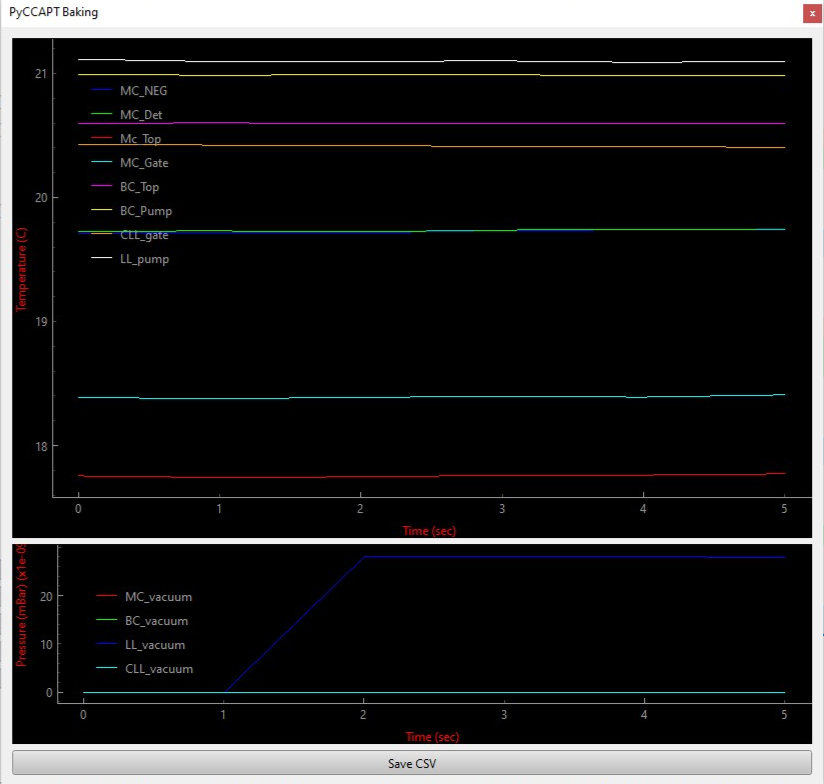 PyCCAPT Baking
x
21
20
19
18
Temperature (C)
MC_NEG
MC_Det
Mc_Top
MC_Gate
BC_Top
BC_Pump
CLL_gate
LL_pump
0 1 2 3 4 5
Time (sec)
Pressure (mBar) (x1e-09
20
10
0
MC_vacuum
BC_vacuum
LL_vacuum
CLL_vacuum
0 1 2 3 4 5
Time (sec)
Save CSV